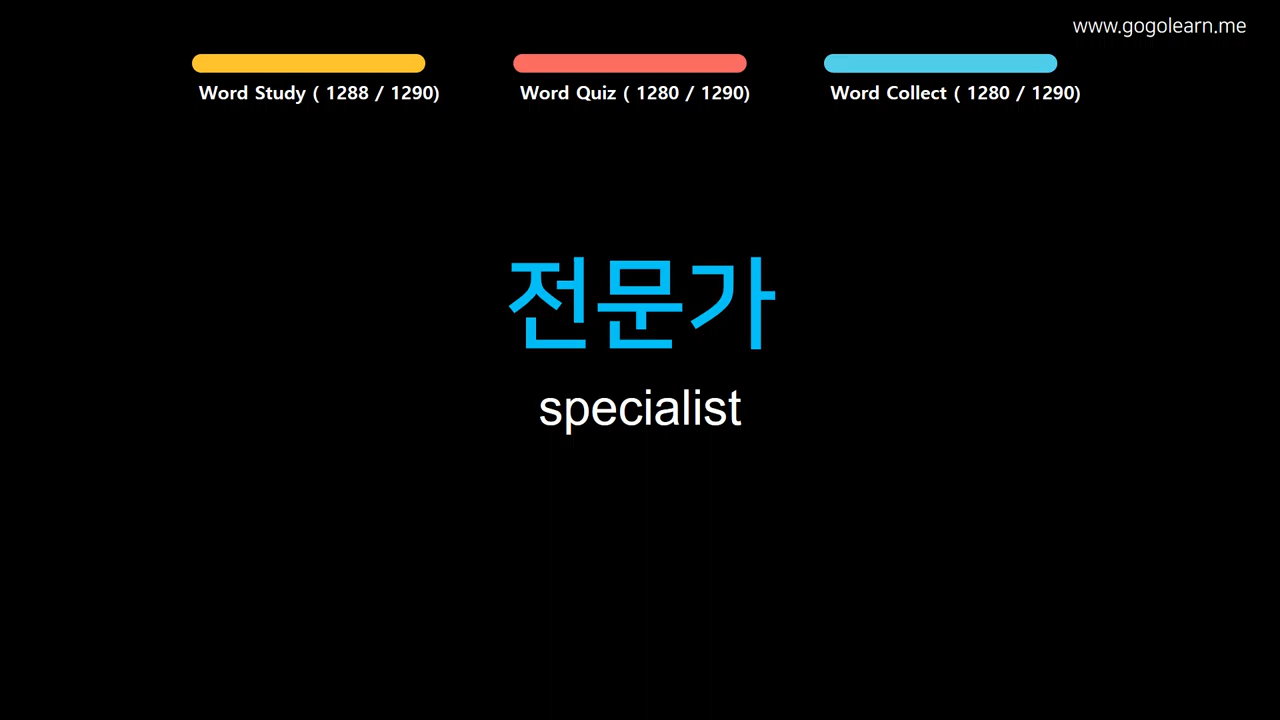 www.gogolearn.me
Word Study ( 1288 / 1290)
Word Quiz ( 1280 / 1290)
Word Collect ( 1280 / 1290)
전문가
specialist